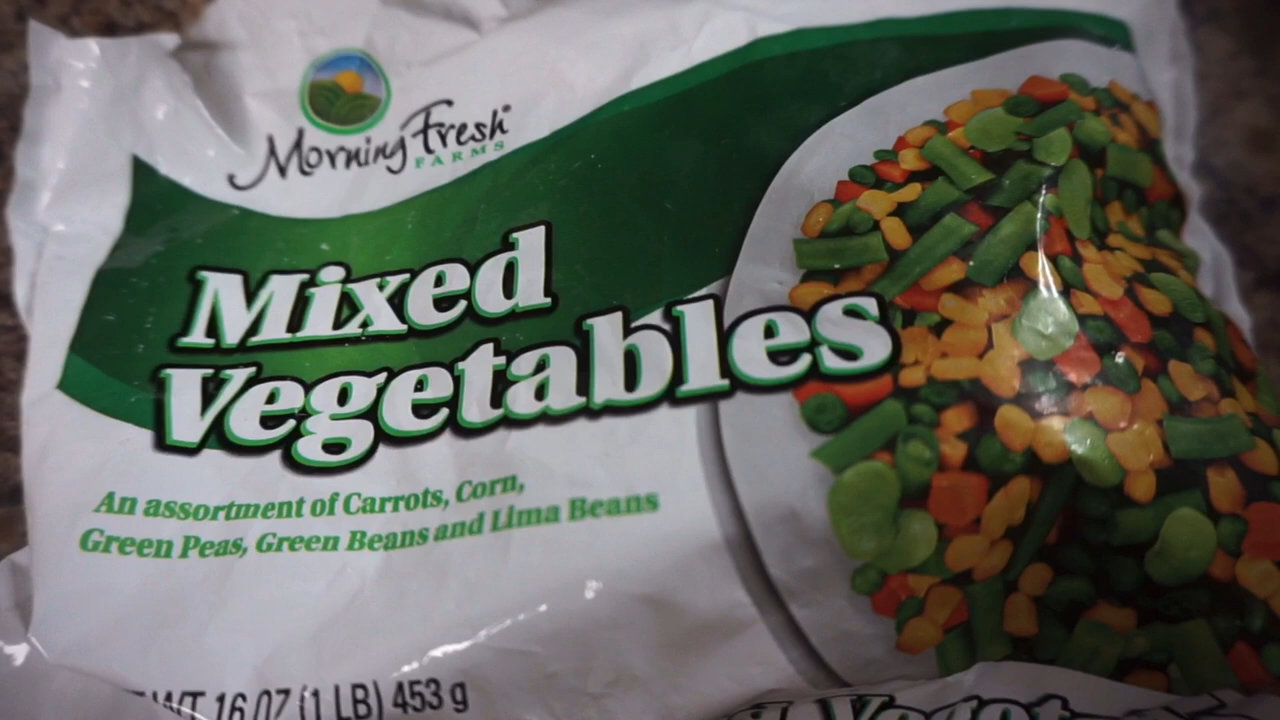 Morning Fresh
FARMS
Mixed
Vegetables
An assortment of Carrots, Corn,
Green Peas, Green Beans and Lima Beans
WT 16 OZ (1 LB) 453 g